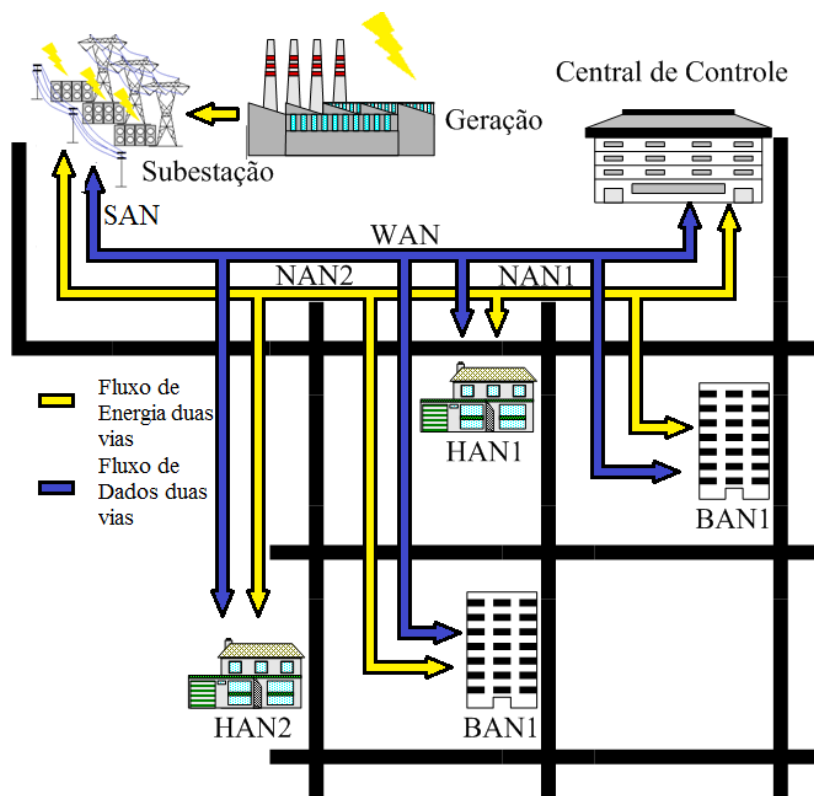 Central de Controle
Geração
Subestação
SAN
WAN
NAN2
NAN1
Fluxo de
Energia duas
vias
Fluxo de
Dados duas
vias
HAN1
BAN1
HAN2
BAN1